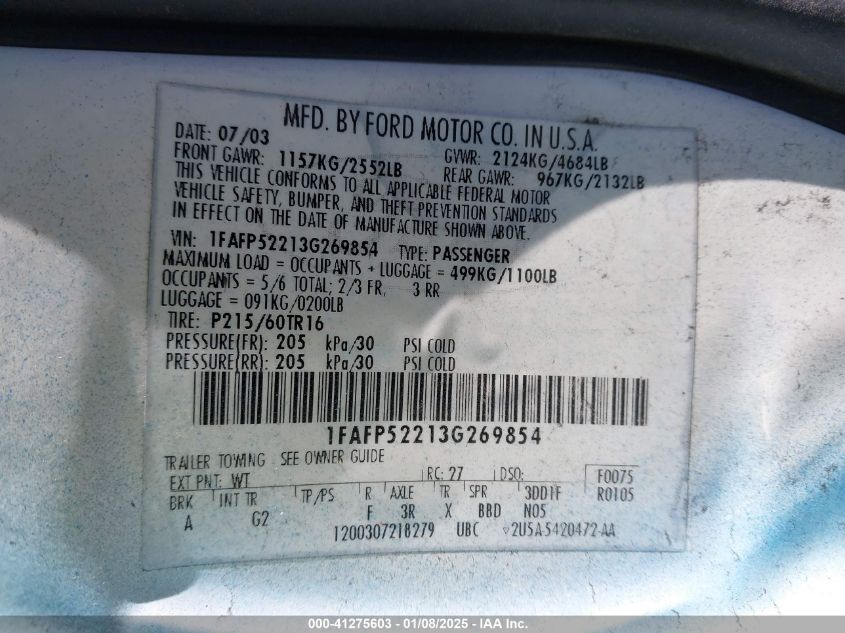 MFD. BY FORD MOTOR CO. IN U.S.A.
DATE: 07/03 GVWR: 2124KG/4684LB
FRONT GAWR: 1157KG/2552LB REAR GAWR: 967KG/2132LB
THIS VEHICLE CONFORMS TO ALL APPLICABLE FEDERAL MOTOR
VEHICLE SAFETY, BUMPER, AND THEFT PREVENTION STANDARDS
IN EFFECT ON THE DATE OF MANUFACTURE SHOWN ABOVE.
VIN: 1FAFP52213G269854 TYPE: PASSENGER
MAXIMUM LOAD = OCCUPANTS + LUGGAGE = 499KG/1100LB
OCCUPANTS = 5/6 TOTAL; 2/3 FR, 3 RR
LUGGAGE = 091KG/0200LB
TIRE: P215/60TR16
PRESSURE(FR): 205 kPa/30 PSI COLD
PRESSURE(RR): 205 kPa/30 PSI COLD
1FAFP52213G269854
TRAILER TOWING SEE OWNER GUIDE
EXT PNT: WT RC: 27 DSO: F0075
BRK INT TR TP/PS R AXLE TR SPR 3DD1F R0105
A G2 F 3R X BBD N05
1200307218279 UBC 2U5A5420472-AA
000-41275603 - 01/08/2025 - IAA Inc.